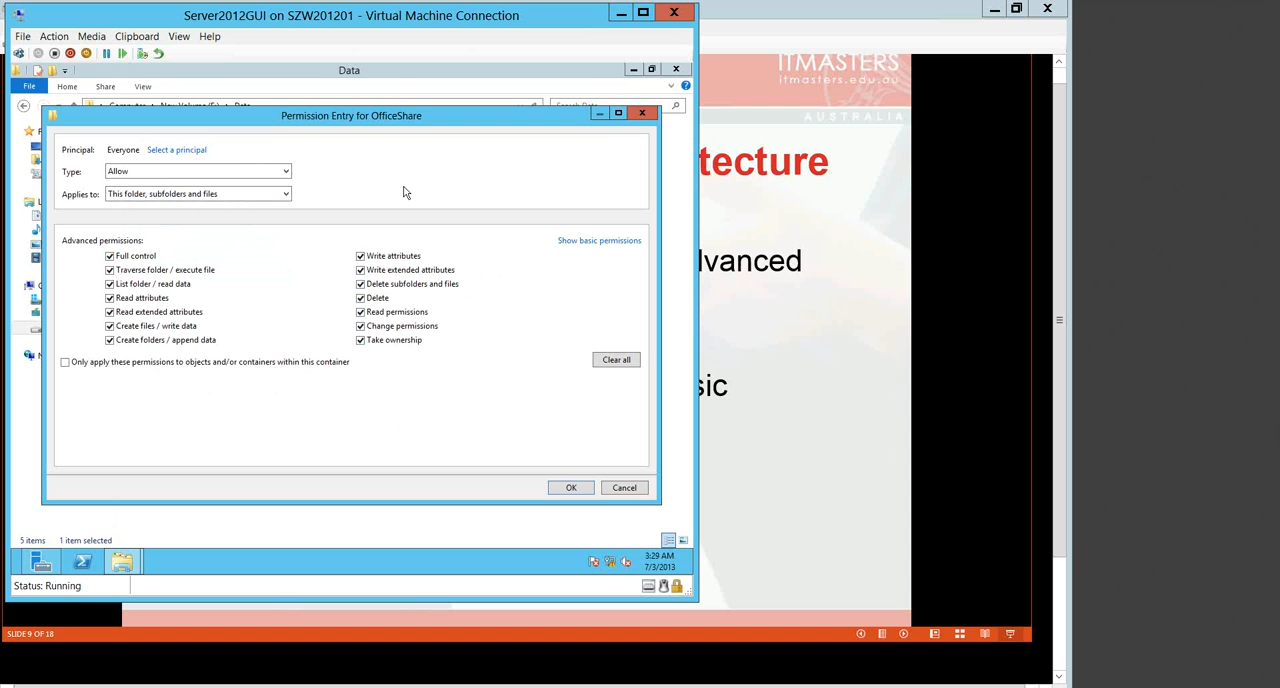 Server2012GUI on SZW201201 - Virtual Machine Connection
File Action Media Clipboard View Help
Data
File Home Share View
Permission Entry for OfficeShare
Principal: Everyone Select a principal
Type: Allow
Applies to: This folder, subfolders and files
Advanced permissions: Show basic permissions
Full control
Traverse folder / execute file
List folder / read data
Read attributes
Read extended attributes
Create files / write data
Create folders / append data
Write attributes
Write extended attributes
Delete subfolders and files
Delete
Read permissions
Change permissions
Take ownership
Only apply these permissions to objects and/or containers within this container
Clear all
OK Cancel
5 items 1 item selected
3:29 AM
7/3/2013
Status: Running
ITMASTERS
itmasters.edu.au
AUSTRALIA
tecture
dvanced
sic
SLIDE 9 OF 18